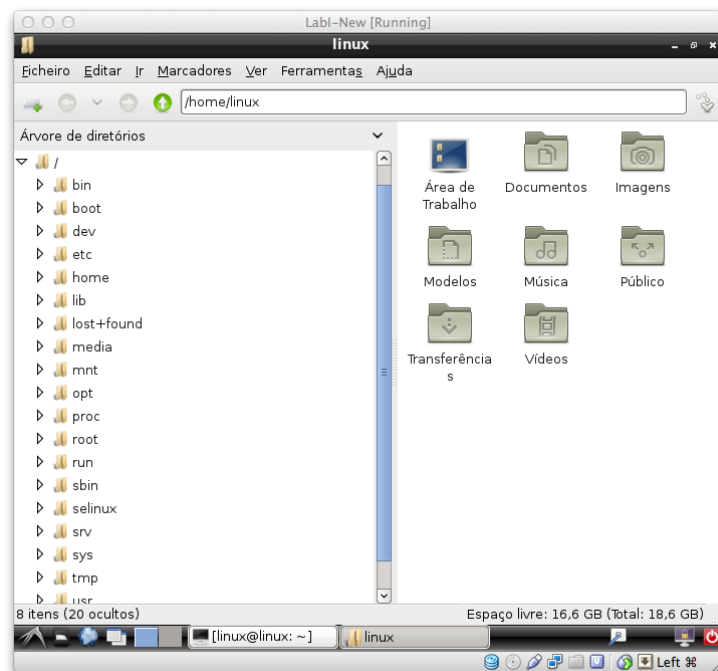 LabI-New [Running]
linux
Ficheiro Editar Ir Marcadores Ver Ferramentas Ajuda
/home/linux
Árvore de diretórios
/
bin
boot
dev
etc
home
lib
lost+found
media
mnt
opt
proc
root
run
sbin
selinux
srv
sys
tmp
usr
Área de
Trabalho
Documentos
Imagens
Modelos
Música
Público
Transferência
s
Vídeos
8 itens (20 ocultos)
Espaço livre: 16,6 GB (Total: 18,6 GB)
[linux@linux: ~]
linux
Left ⌘